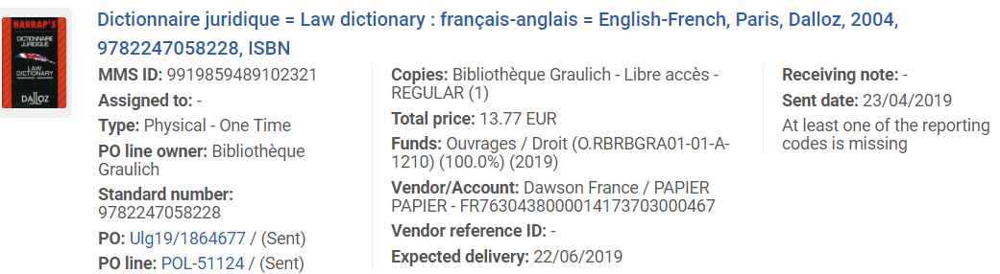 Dictionnaire juridique = Law dictionary : français-anglais = English-French, Paris, Dalloz, 2004,
9782247058228, ISBN
HARRAP'S
DICTIONNAIRE
JURIDIQUE
LAW
DICTIONARY
DALLOZ
MMS ID: 9919859489102321
Assigned to: -
Type: Physical - One Time
PO line owner: Bibliothèque
Graulich
Standard number:
9782247058228
PO: Ulg19/1864677 / (Sent)
PO line: POL-51124 / (Sent)
Copies: Bibliothèque Graulich - Libre accès -
REGULAR (1)
Total price: 13.77 EUR
Funds: Ouvrages / Droit (O.RBRBGRA01-01-A-
1210) (100.0%) (2019)
Vendor/Account: Dawson France / PAPIER
PAPIER - FR7630438000014173703000467
Vendor reference ID: -
Expected delivery: 22/06/2019
Receiving note: -
Sent date: 23/04/2019
At least one of the reporting
codes is missing